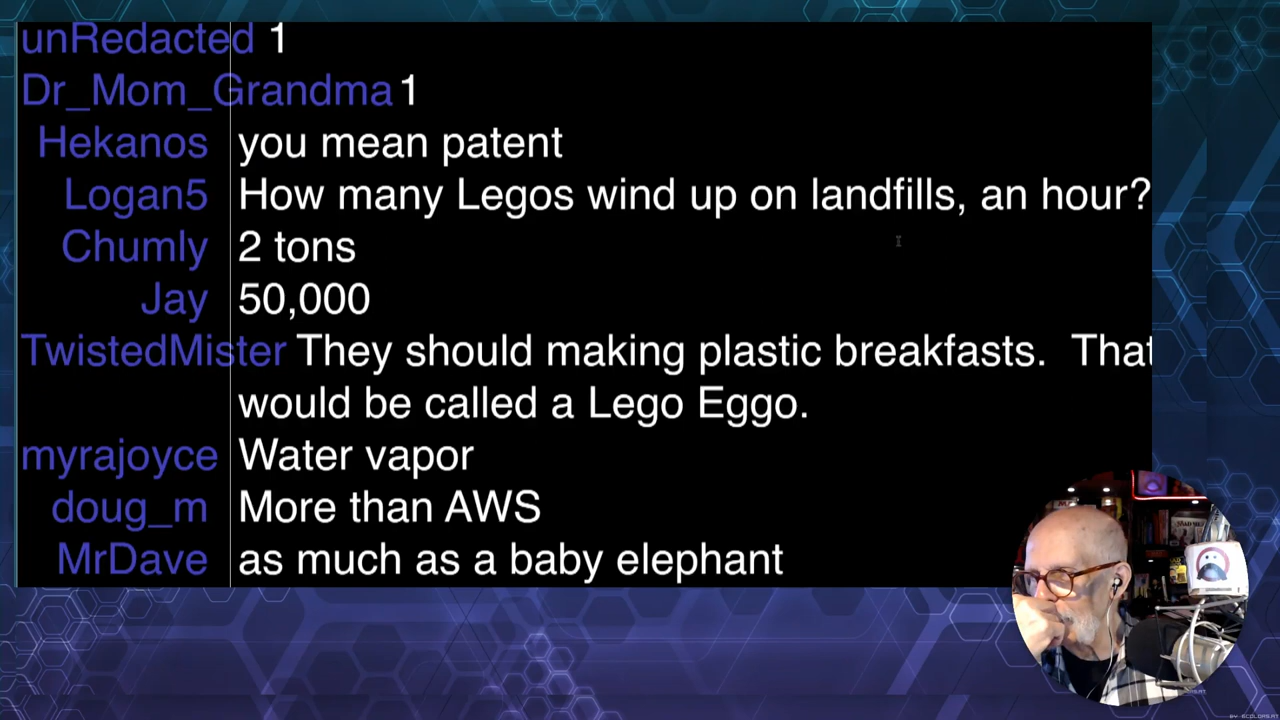 unRedacted 1
Dr_Mom_Grandma 1
Hekanos you mean patent
Logan5 How many Legos wind up on landfills, an hour?
Chumly 2 tons
Jay 50,000
TwistedMister They should making plastic breakfasts. That
would be called a Lego Eggo.
myrajoyce Water vapor
doug_m More than AWS
MrDave as much as a baby elephant